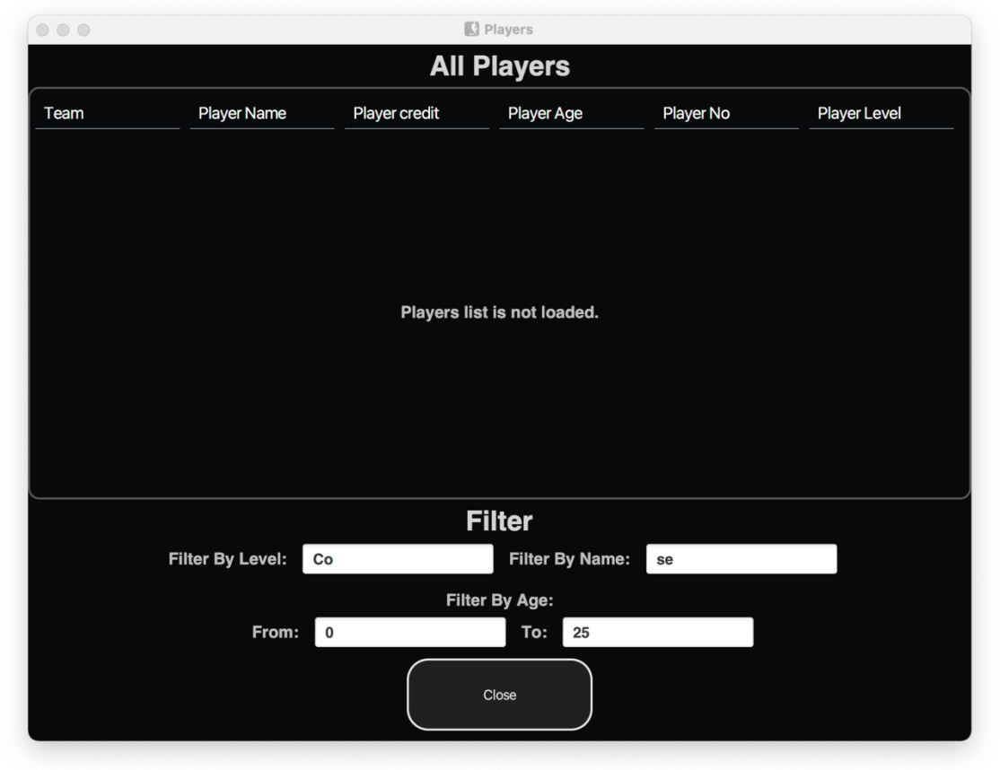 Players
All Players
Team Player Name Player credit Player Age Player No Player Level
Players list is not loaded.
Filter
Filter By Level: Co Filter By Name: se
Filter By Age:
From: 0 To: 25
Close